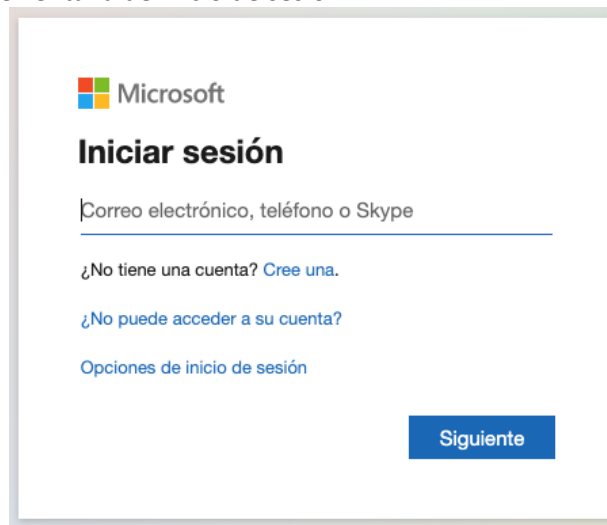 Microsoft
Iniciar sesión
Correo electrónico, teléfono o Skype
¿No tiene una cuenta? Cree una.
¿No puede acceder a su cuenta?
Opciones de inicio de sesión
Siguiente